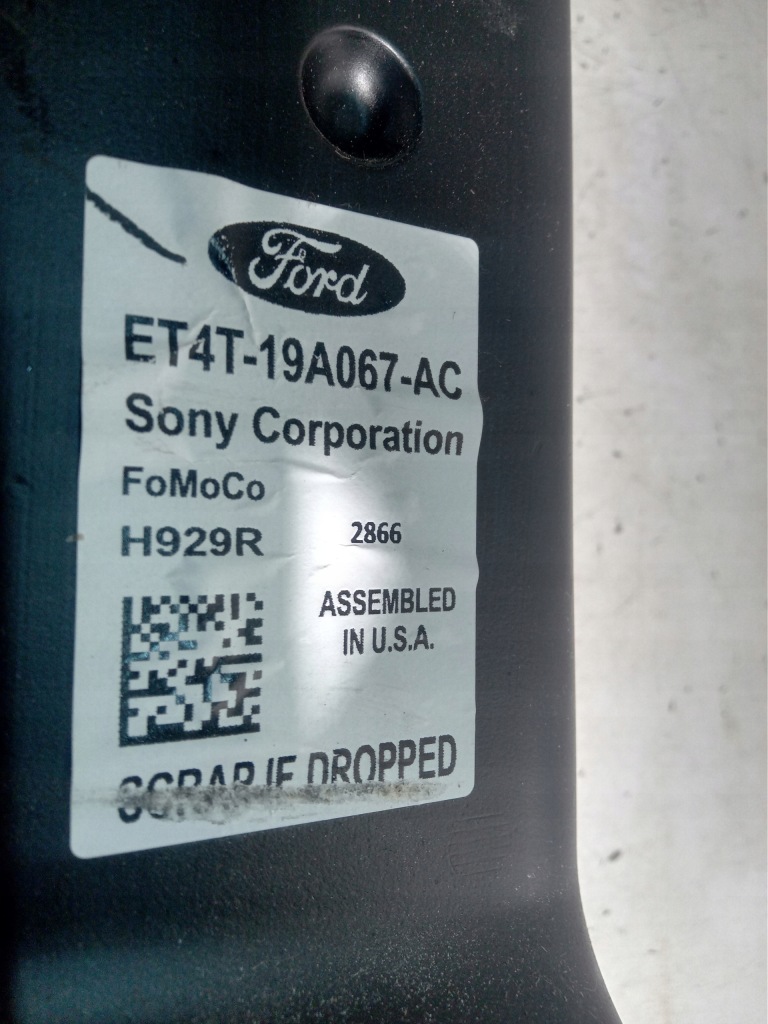 Ford
ET4T-19A067-AC
Sony Corporation
FoMoCo
H929R 2866
ASSEMBLED
IN U.S.A.
SCRAP IF DROPPED